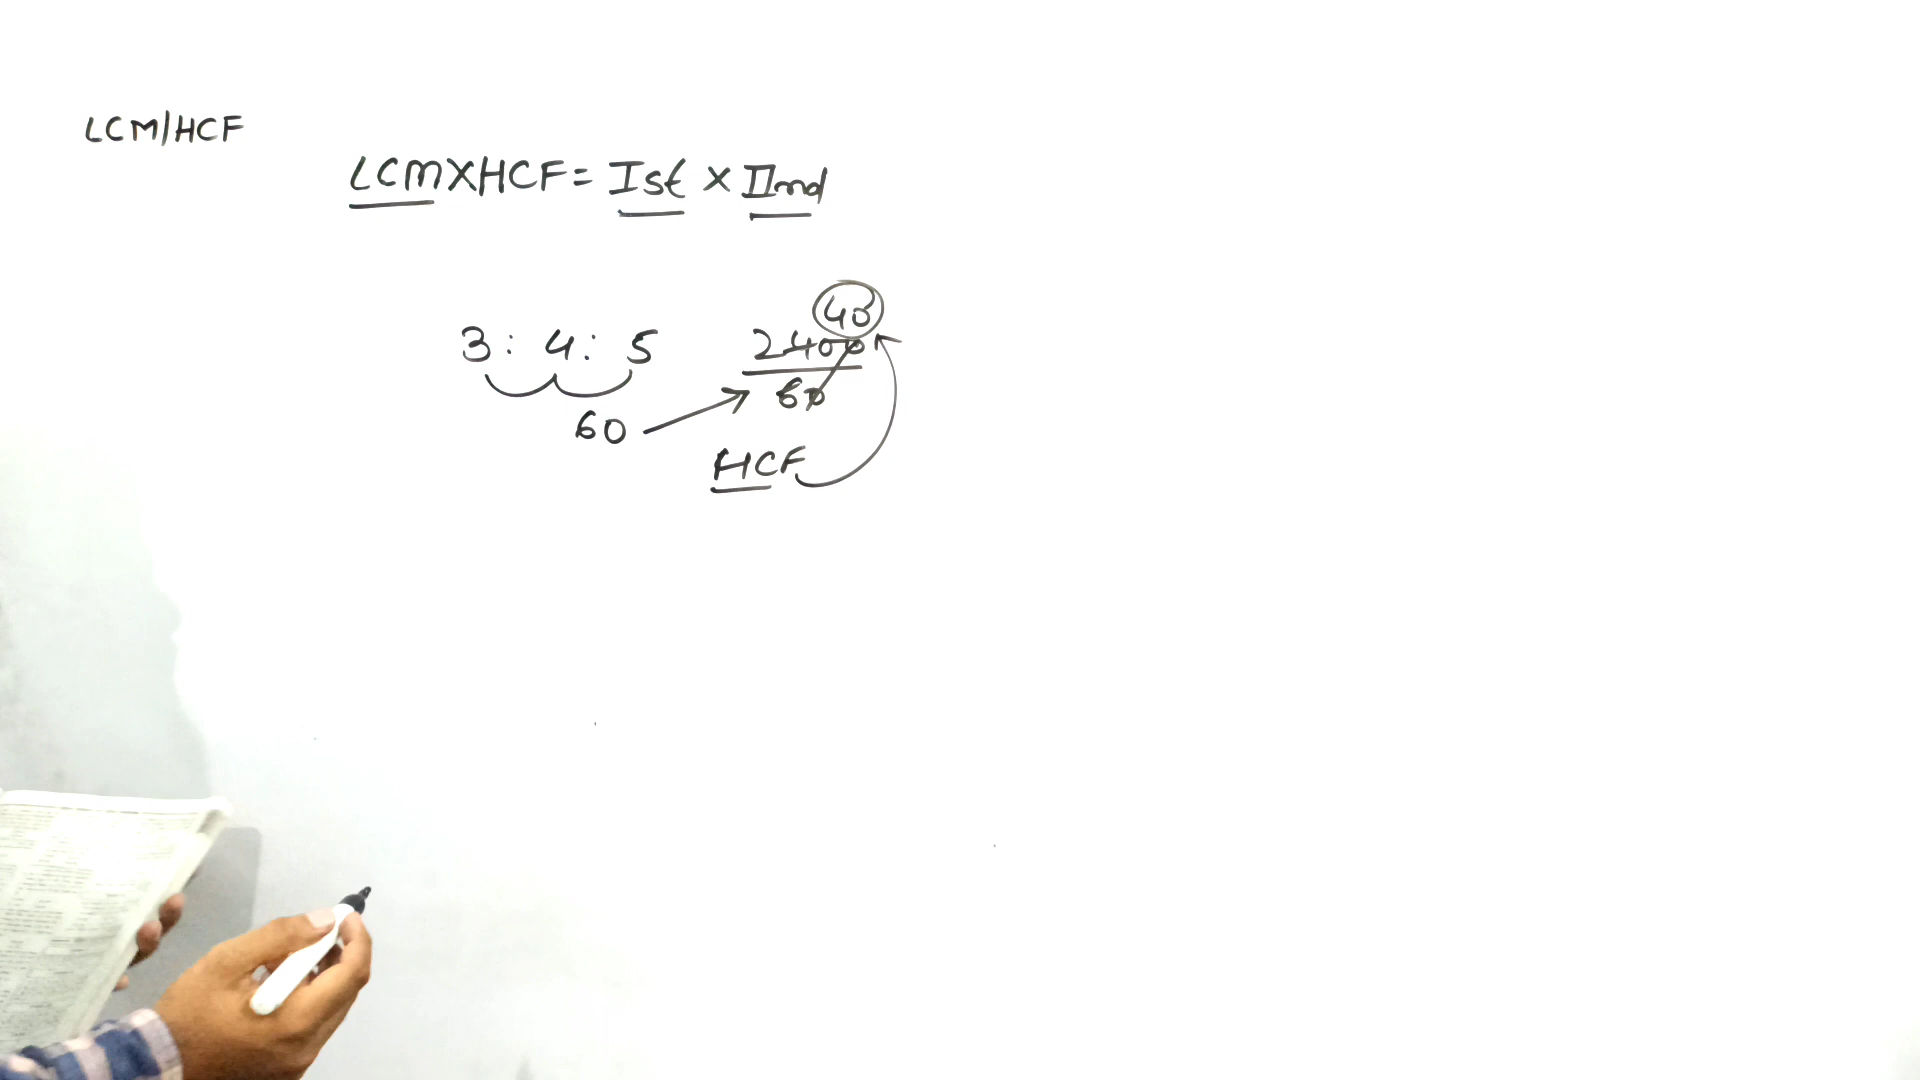 LCM/HCF
LCM X HCF = Ist X IInd
40
3 : 4 : 5 2400
60 60
HCF